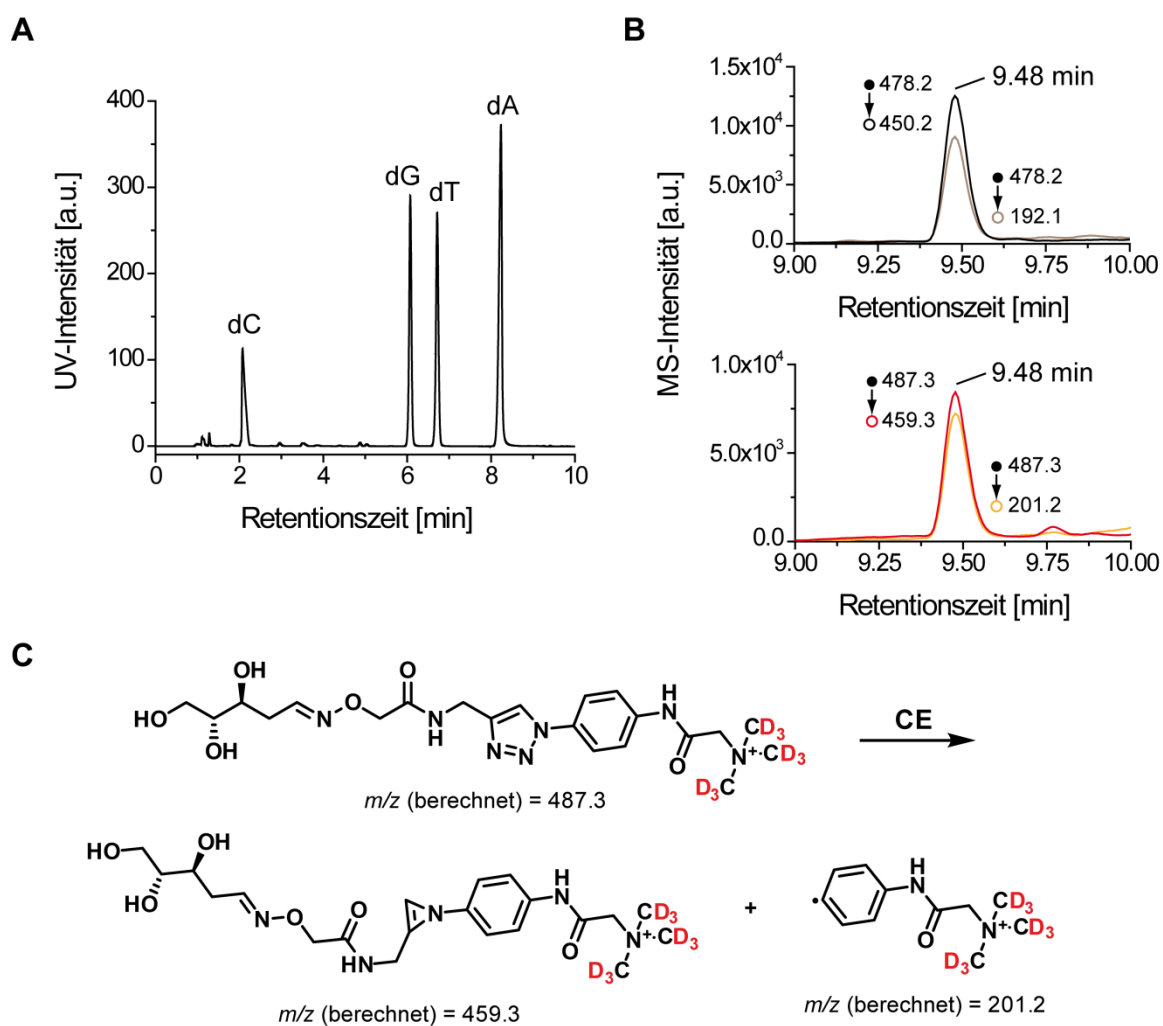 A
UV-Intensität [a.u.]
400
300
200
100
0
dC
dG
dT
dA
0 2 4 6 8 10
Retentionszeit [min]
B
MS-Intensität [a.u.]
1.5x10⁴
1.0x10⁴
5.0x10³
0.0
9.48 min
478.2
450.2
478.2
192.1
9.00 9.25 9.50 9.75 10.00
Retentionszeit [min]
1.0x10⁴
5.0x10³
0.0
9.48 min
487.3
459.3
487.3
201.2
9.00 9.25 9.50 9.75 10.00
Retentionszeit [min]
C
OH
HO
OH
N
O
O
N
H
N
N
N
H
N
O
N+
CD3
CD3
D3C
m/z (berechnet) = 487.3
CE
OH
HO
HO
N
O
O
HN
N
H
N
O
N+
CD3
CD3
D3C
m/z (berechnet) = 459.3
+
H
N
O
N+
CD3
CD3
D3C
m/z (berechnet) = 201.2